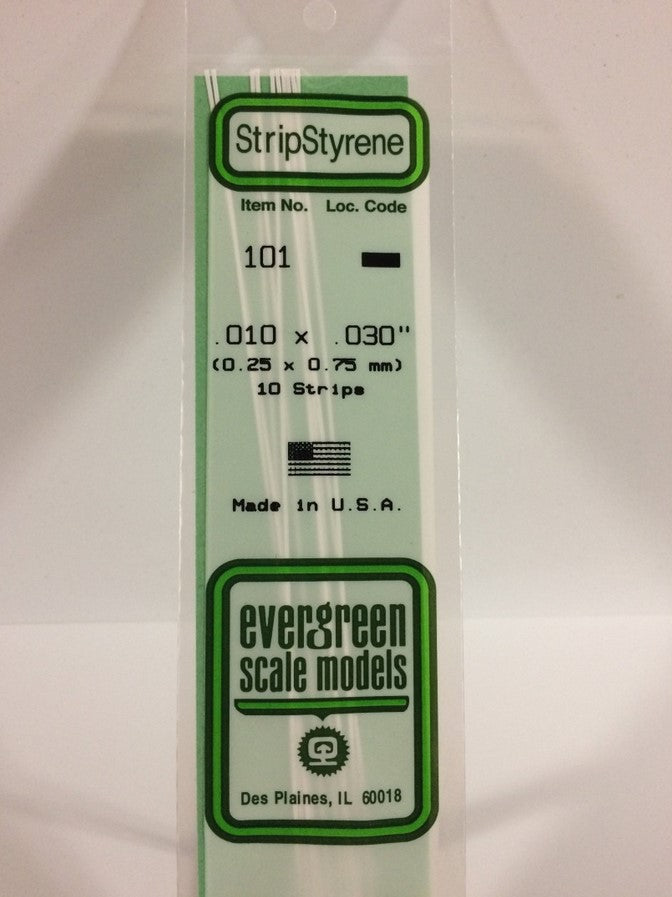 StripStyrene
Item No. Loc. Code
101
.010 x .030"
(0.25 x 0.75 mm)
10 Strips
Made in U.S.A.
evergreen
scale models
Des Plaines, IL 60018